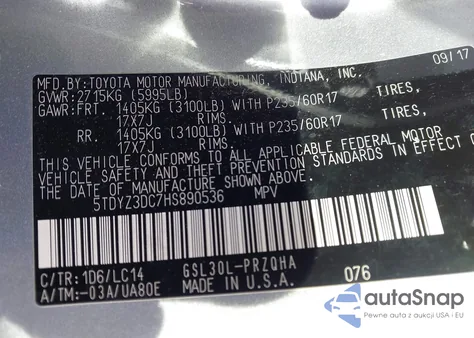 MFD. BY: TOYOTA MOTOR MANUFACTURING, INDIANA, INC. 09/17
GVWR: 2715KG (5995LB)
GAWR: FRT. 1405KG (3100LB) WITH P235/60R17 TIRES,
17X7J RIMS.
RR. 1405KG (3100LB) WITH P235/60R17 TIRES,
17X7J RIMS.
THIS VEHICLE CONFORMS TO ALL APPLICABLE FEDERAL MOTOR
VEHICLE SAFETY AND THEFT PREVENTION STANDARDS IN EFFECT
THE DATE OF MANUFACTURE SHOWN ABOVE.
5TDYZ3DC7HS890536 MPV
C/TR: 1D6/LC14 GSL30L-PRZQHA
A/TM:-03A/UA80E MADE IN U.S.A. 076
autoSnap
Pewne auta z aukcji USA i EU